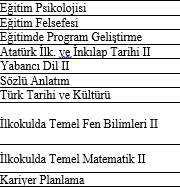 Eğitim Psikolojisi
Eğitim Felsefesi
Eğitimde Program Geliştirme
Atatürk İlk. ve İnkılap Tarihi II
Yabancı Dil II
Sözlü Anlatım
Türk Tarihi ve Kültürü
İlkokulda Temel Fen Bilimleri II
İlkokulda Temel Matematik II
Kariyer Planlama